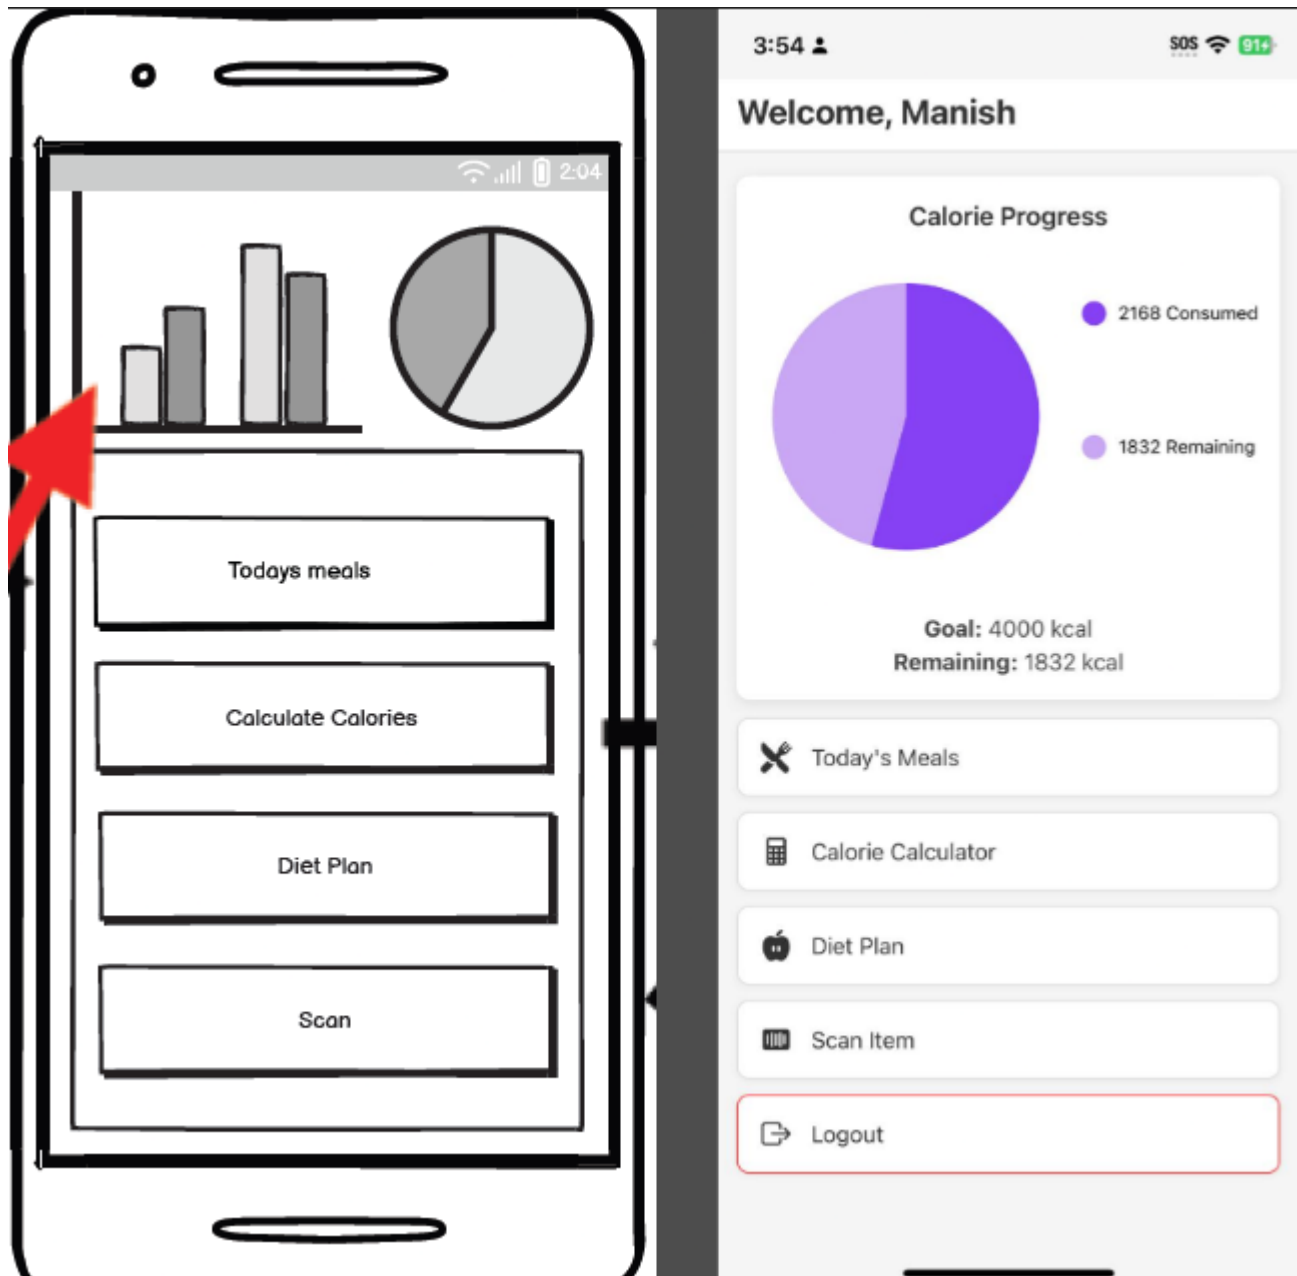 2:04
Todays meals
Calculate Calories
Diet Plan
Scan
3:54
SOS
91+
Welcome, Manish
Calorie Progress
2168 Consumed
1832 Remaining
Goal: 4000 kcal
Remaining: 1832 kcal
Today's Meals
Calorie Calculator
Diet Plan
Scan Item
Logout